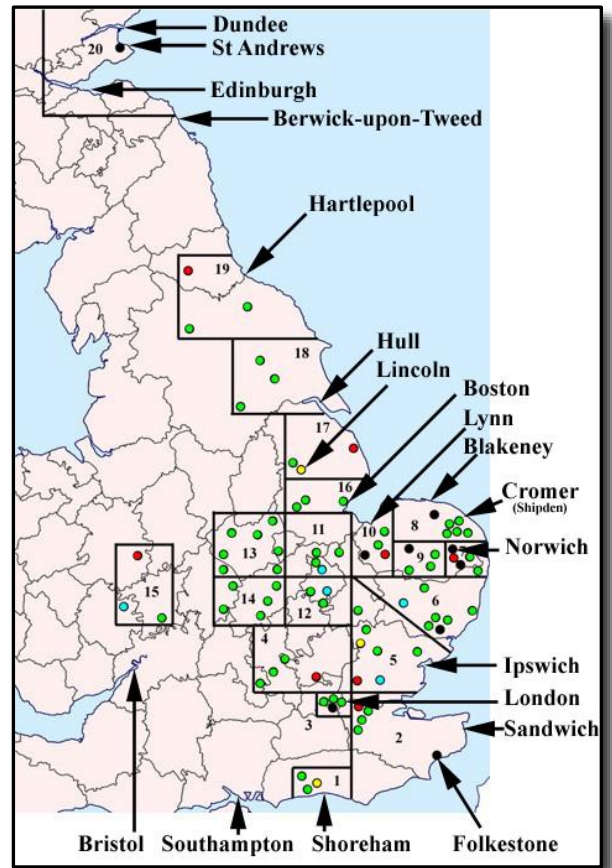 Dundee
20
St Andrews
Edinburgh
Berwick-upon-Tweed
Hartlepool
19
Hull
18
Lincoln
Boston
17
Lynn
Blakeney
16
Cromer
(Shipden)
8
11
10
Norwich
13
9
15
14
12
6
4
5
Ipswich
London
3
2
Sandwich
1
Bristol
Southampton
Shoreham
Folkestone